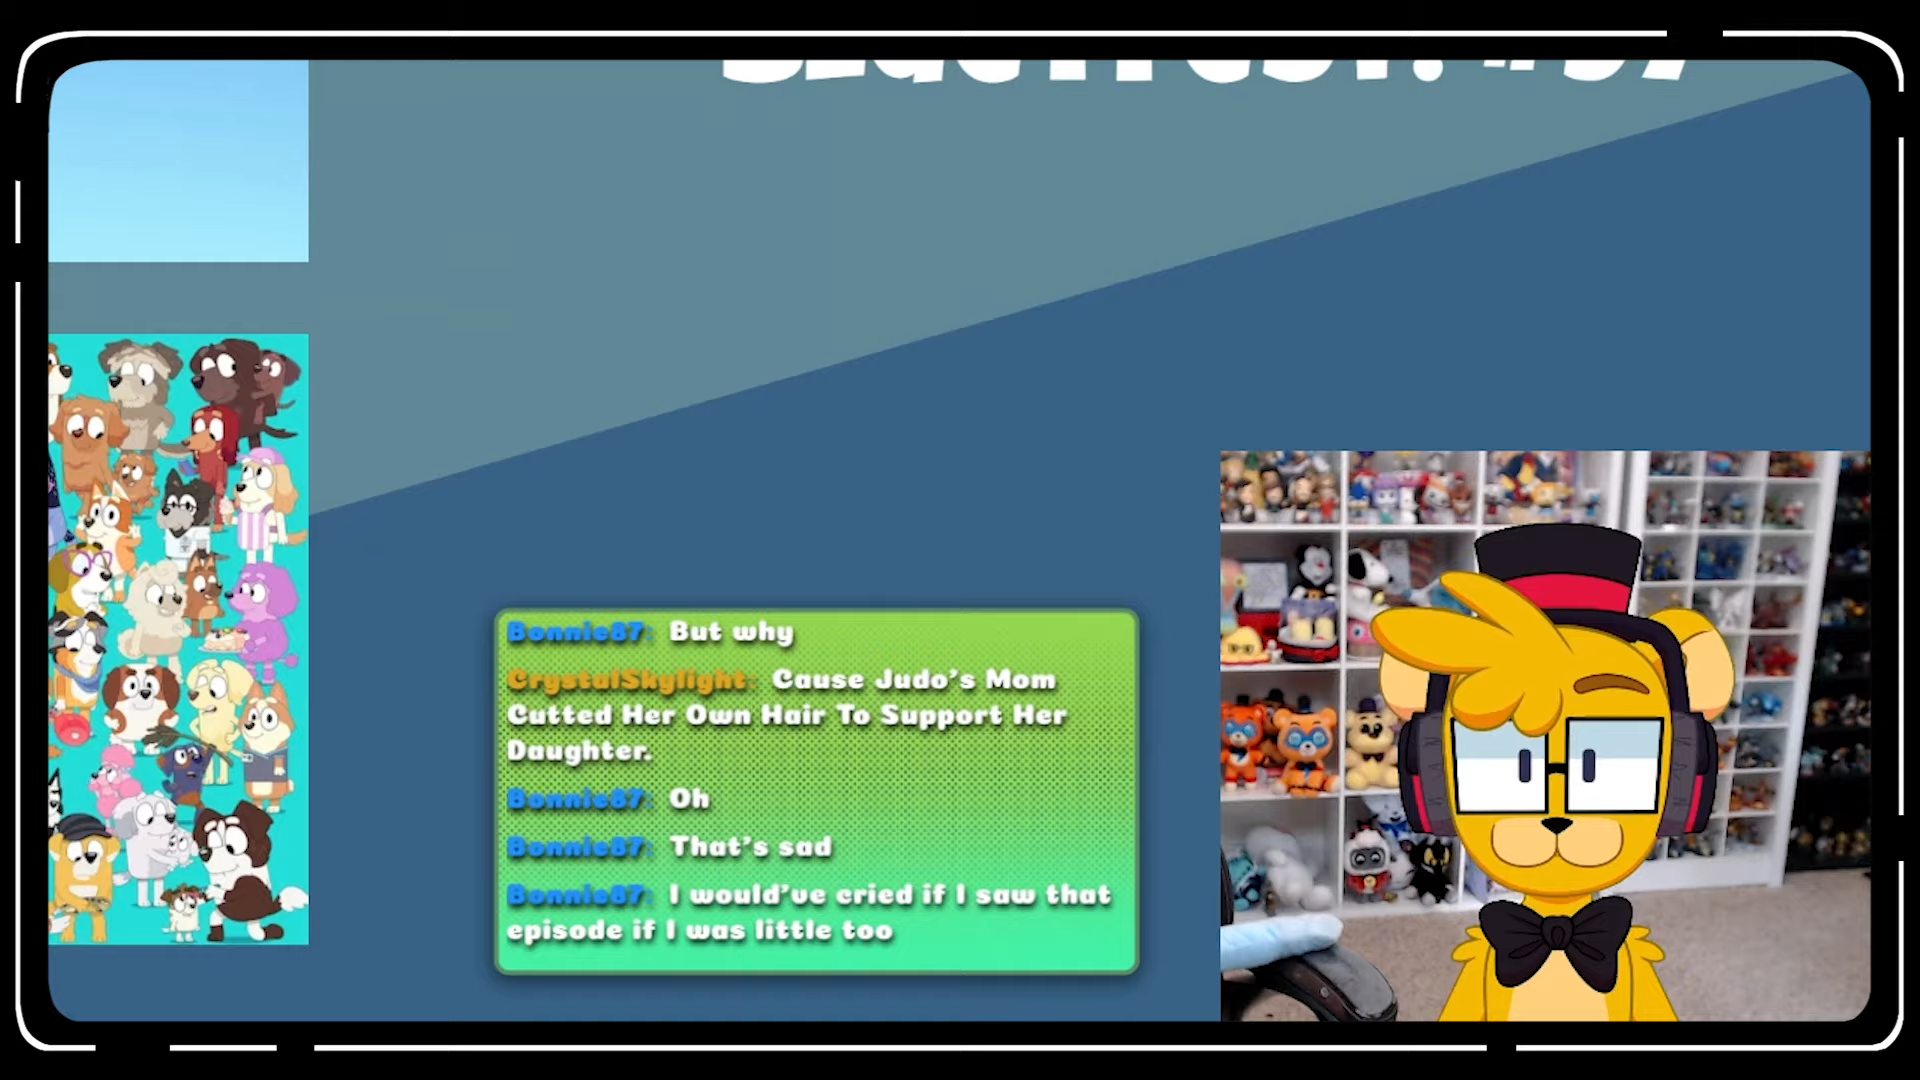 Bonnie87: But why
CrystalSkylight: Cause Judo's Mom
Cutted Her Own Hair To Support Her
Daughter.
Bonnie87: Oh
Bonnie87: That's sad
Bonnie87: I would've cried if I saw that
episode if I was little too